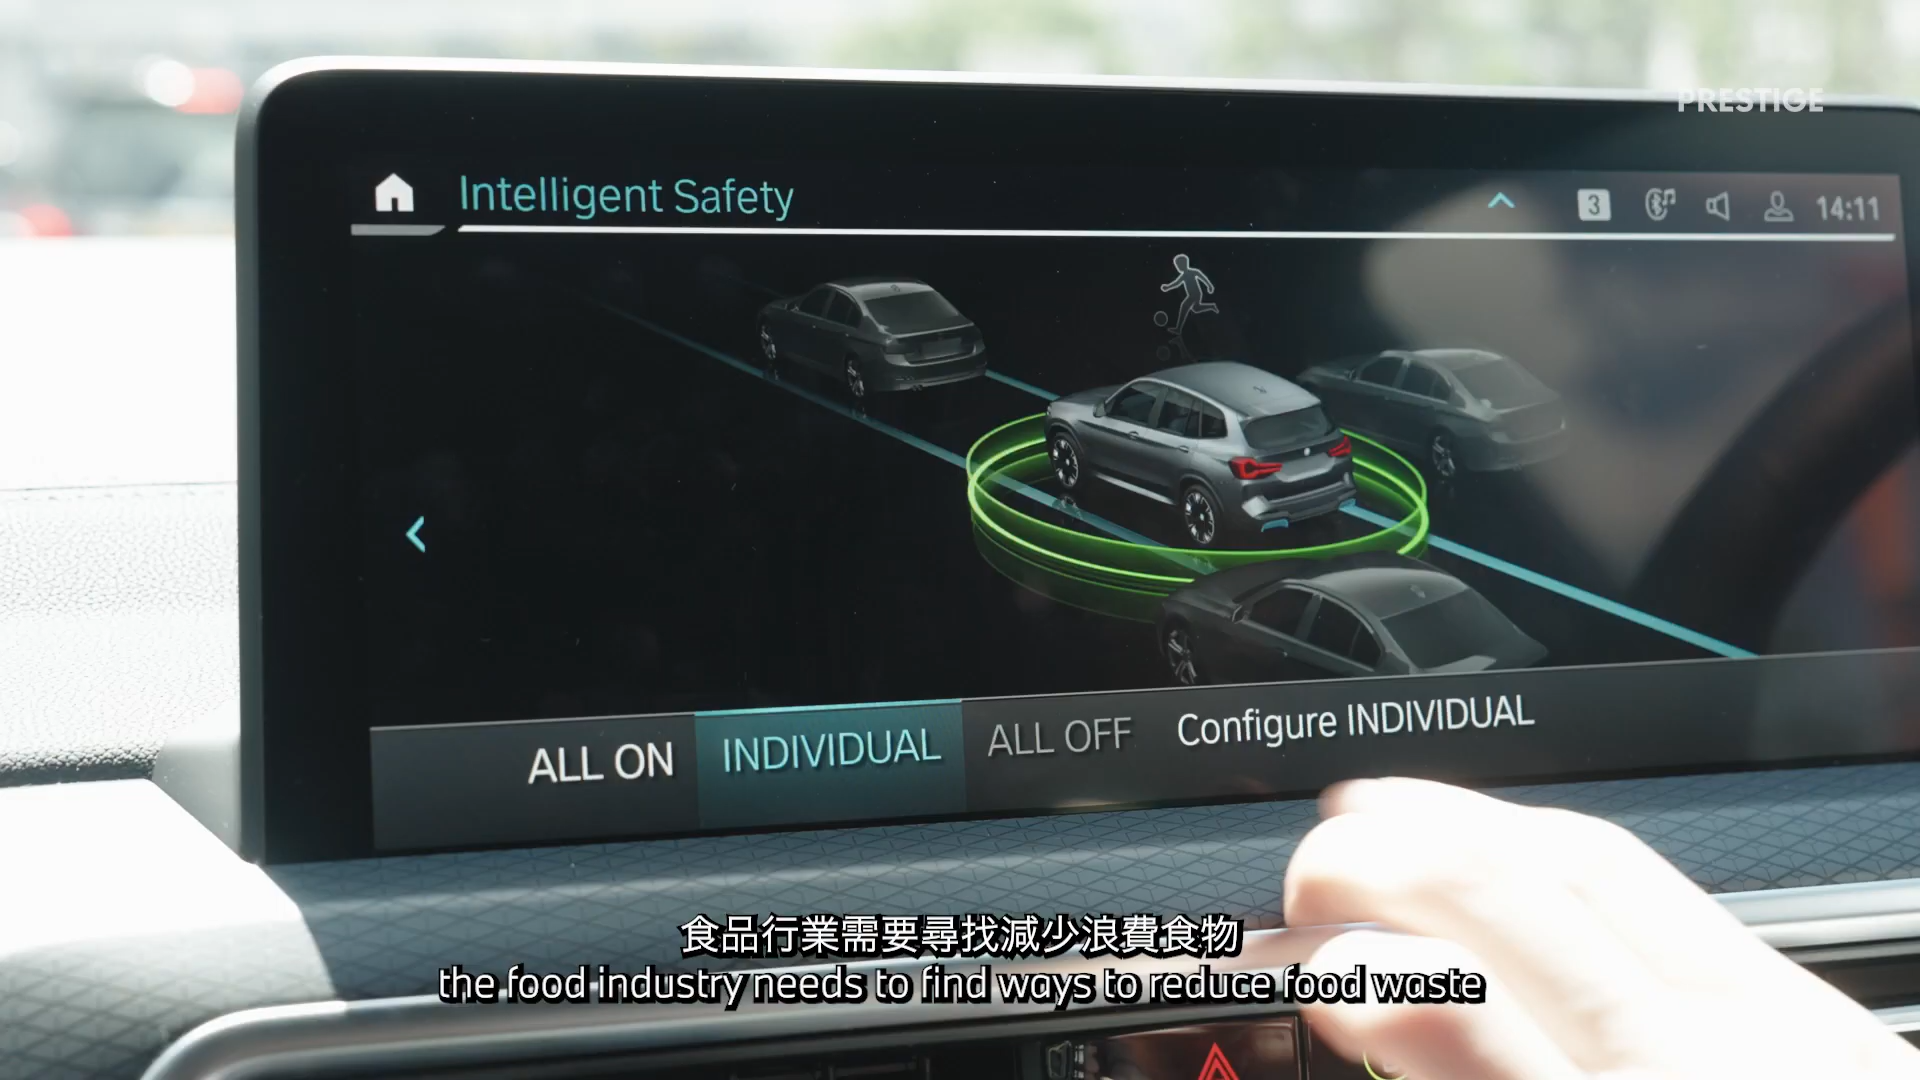 PRESTIGE
Intelligent Safety
3
14:11
ALL ON
INDIVIDUAL
ALL OFF
Configure INDIVIDUAL
食品行業需要尋找減少浪費食物
the food industry needs to find ways to reduce food waste